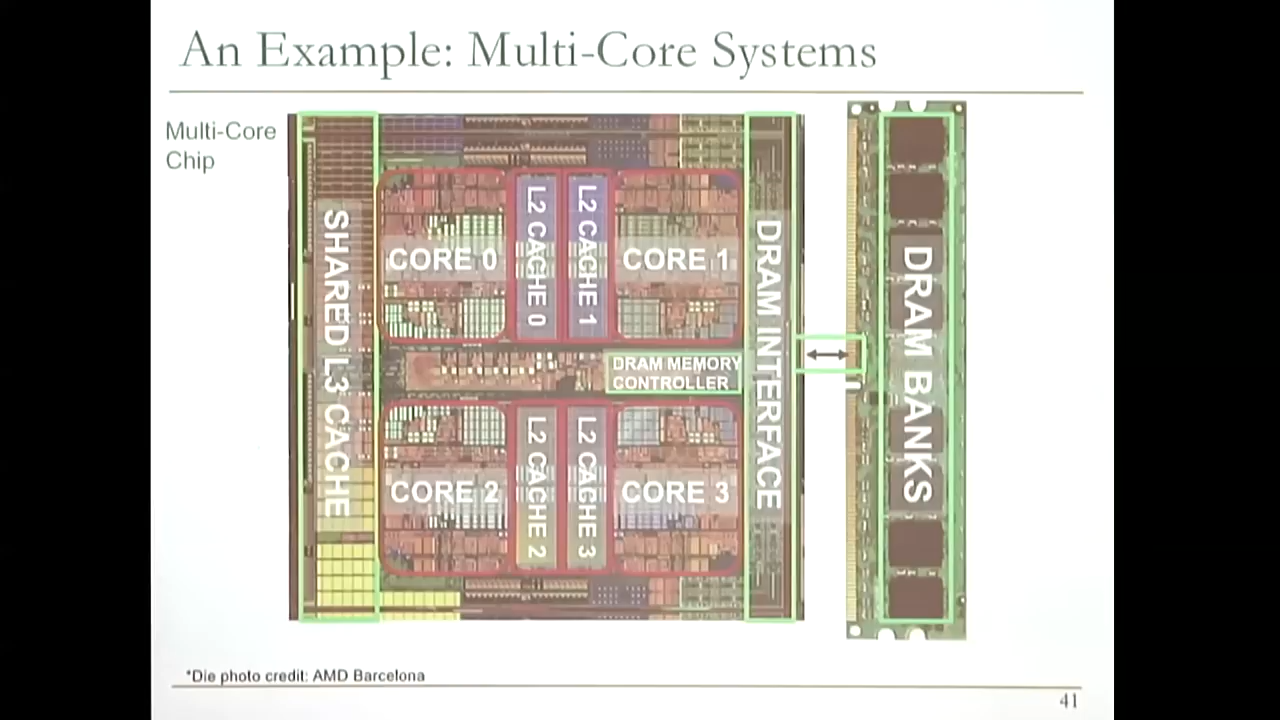 An Example: Multi-Core Systems
Multi-Core
Chip
SHARED L3 CACHE
CORE 0
L2 CACHE 0
L2 CACHE 1
CORE 1
DRAM MEMORY
CONTROLLER
CORE 2
L2 CACHE 2
L2 CACHE 3
CORE 3
DRAM INTERFACE
DRAM BANKS
*Die photo credit: AMD Barcelona
41